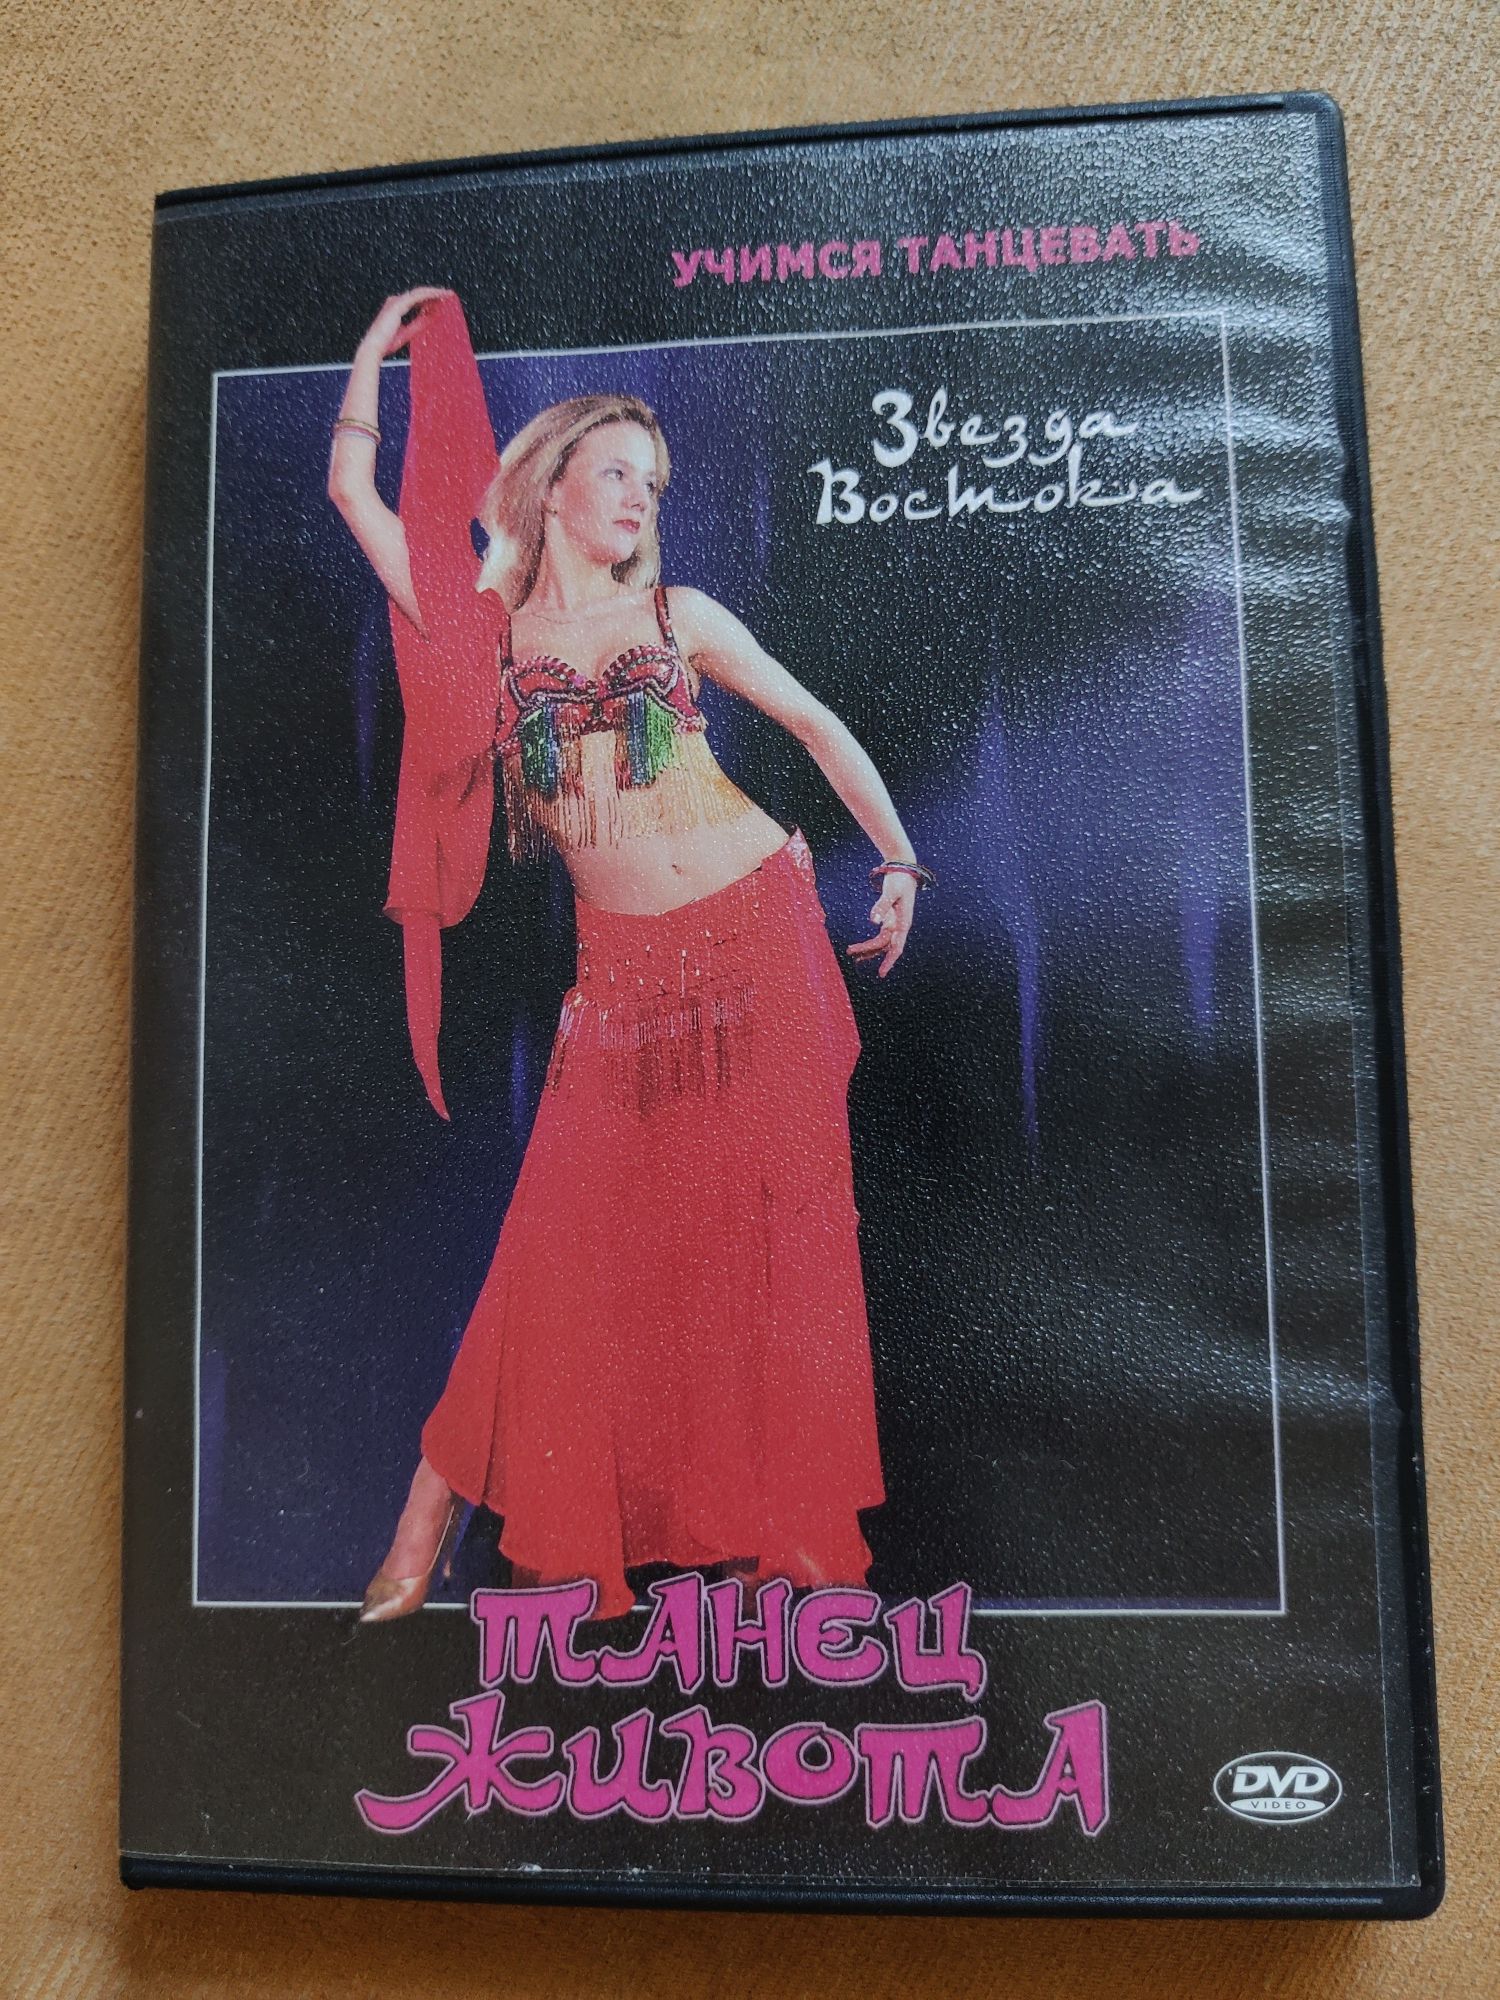 УЧИМСЯ ТАНЦЕВАТЬ
Звезда
Востока
ТАНЕЦ
ЖИВОТА
DVD
VIDEO